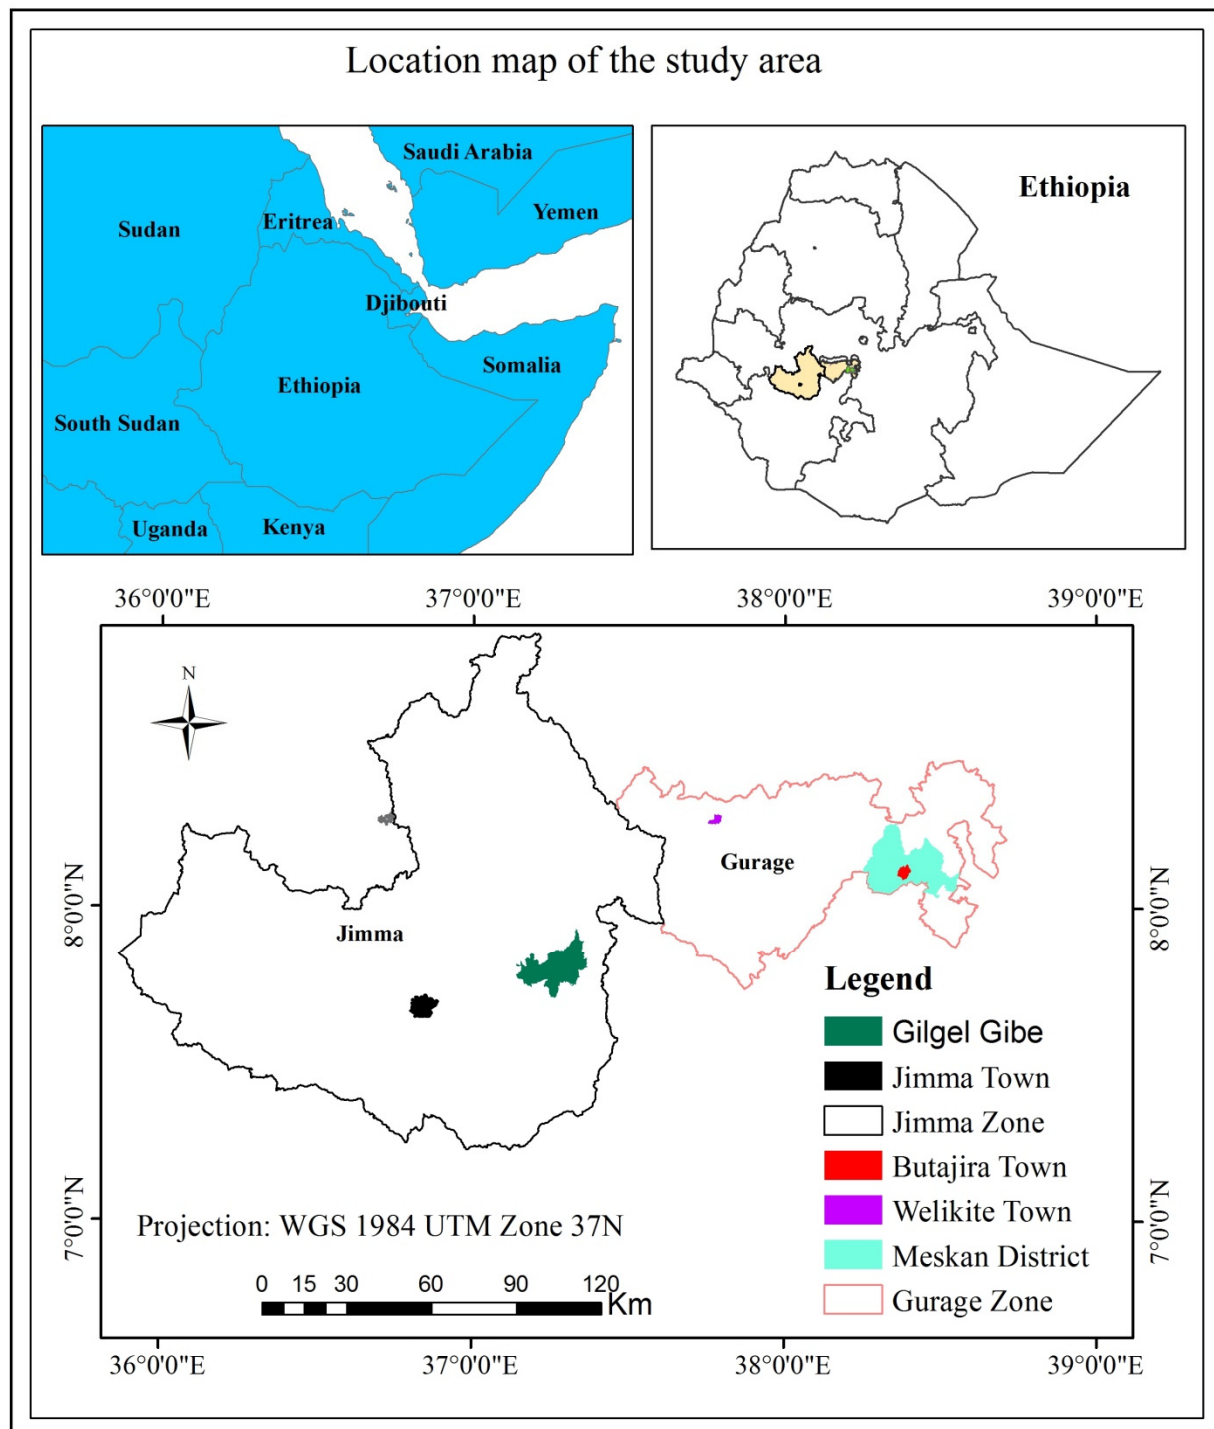 Location map of the study area
Saudi Arabia
Yemen
Sudan
Eritrea
Djibouti
Somalia
Ethiopia
South Sudan
Uganda
Kenya
Ethiopia
36°0'0"E 37°0'0"E 38°0'0"E 39°0'0"E
N
8°0'0"N
8°0'0"N
Gurage
Jimma
Legend
Gilgel Gibe
Jimma Town
Jimma Zone
Butajira Town
Welikite Town
Meskan District
Gurage Zone
7°0'0"N
7°0'0"N
Projection: WGS 1984 UTM Zone 37N
0 15 30 60 90 120
Km
36°0'0"E 37°0'0"E 38°0'0"E 39°0'0"E